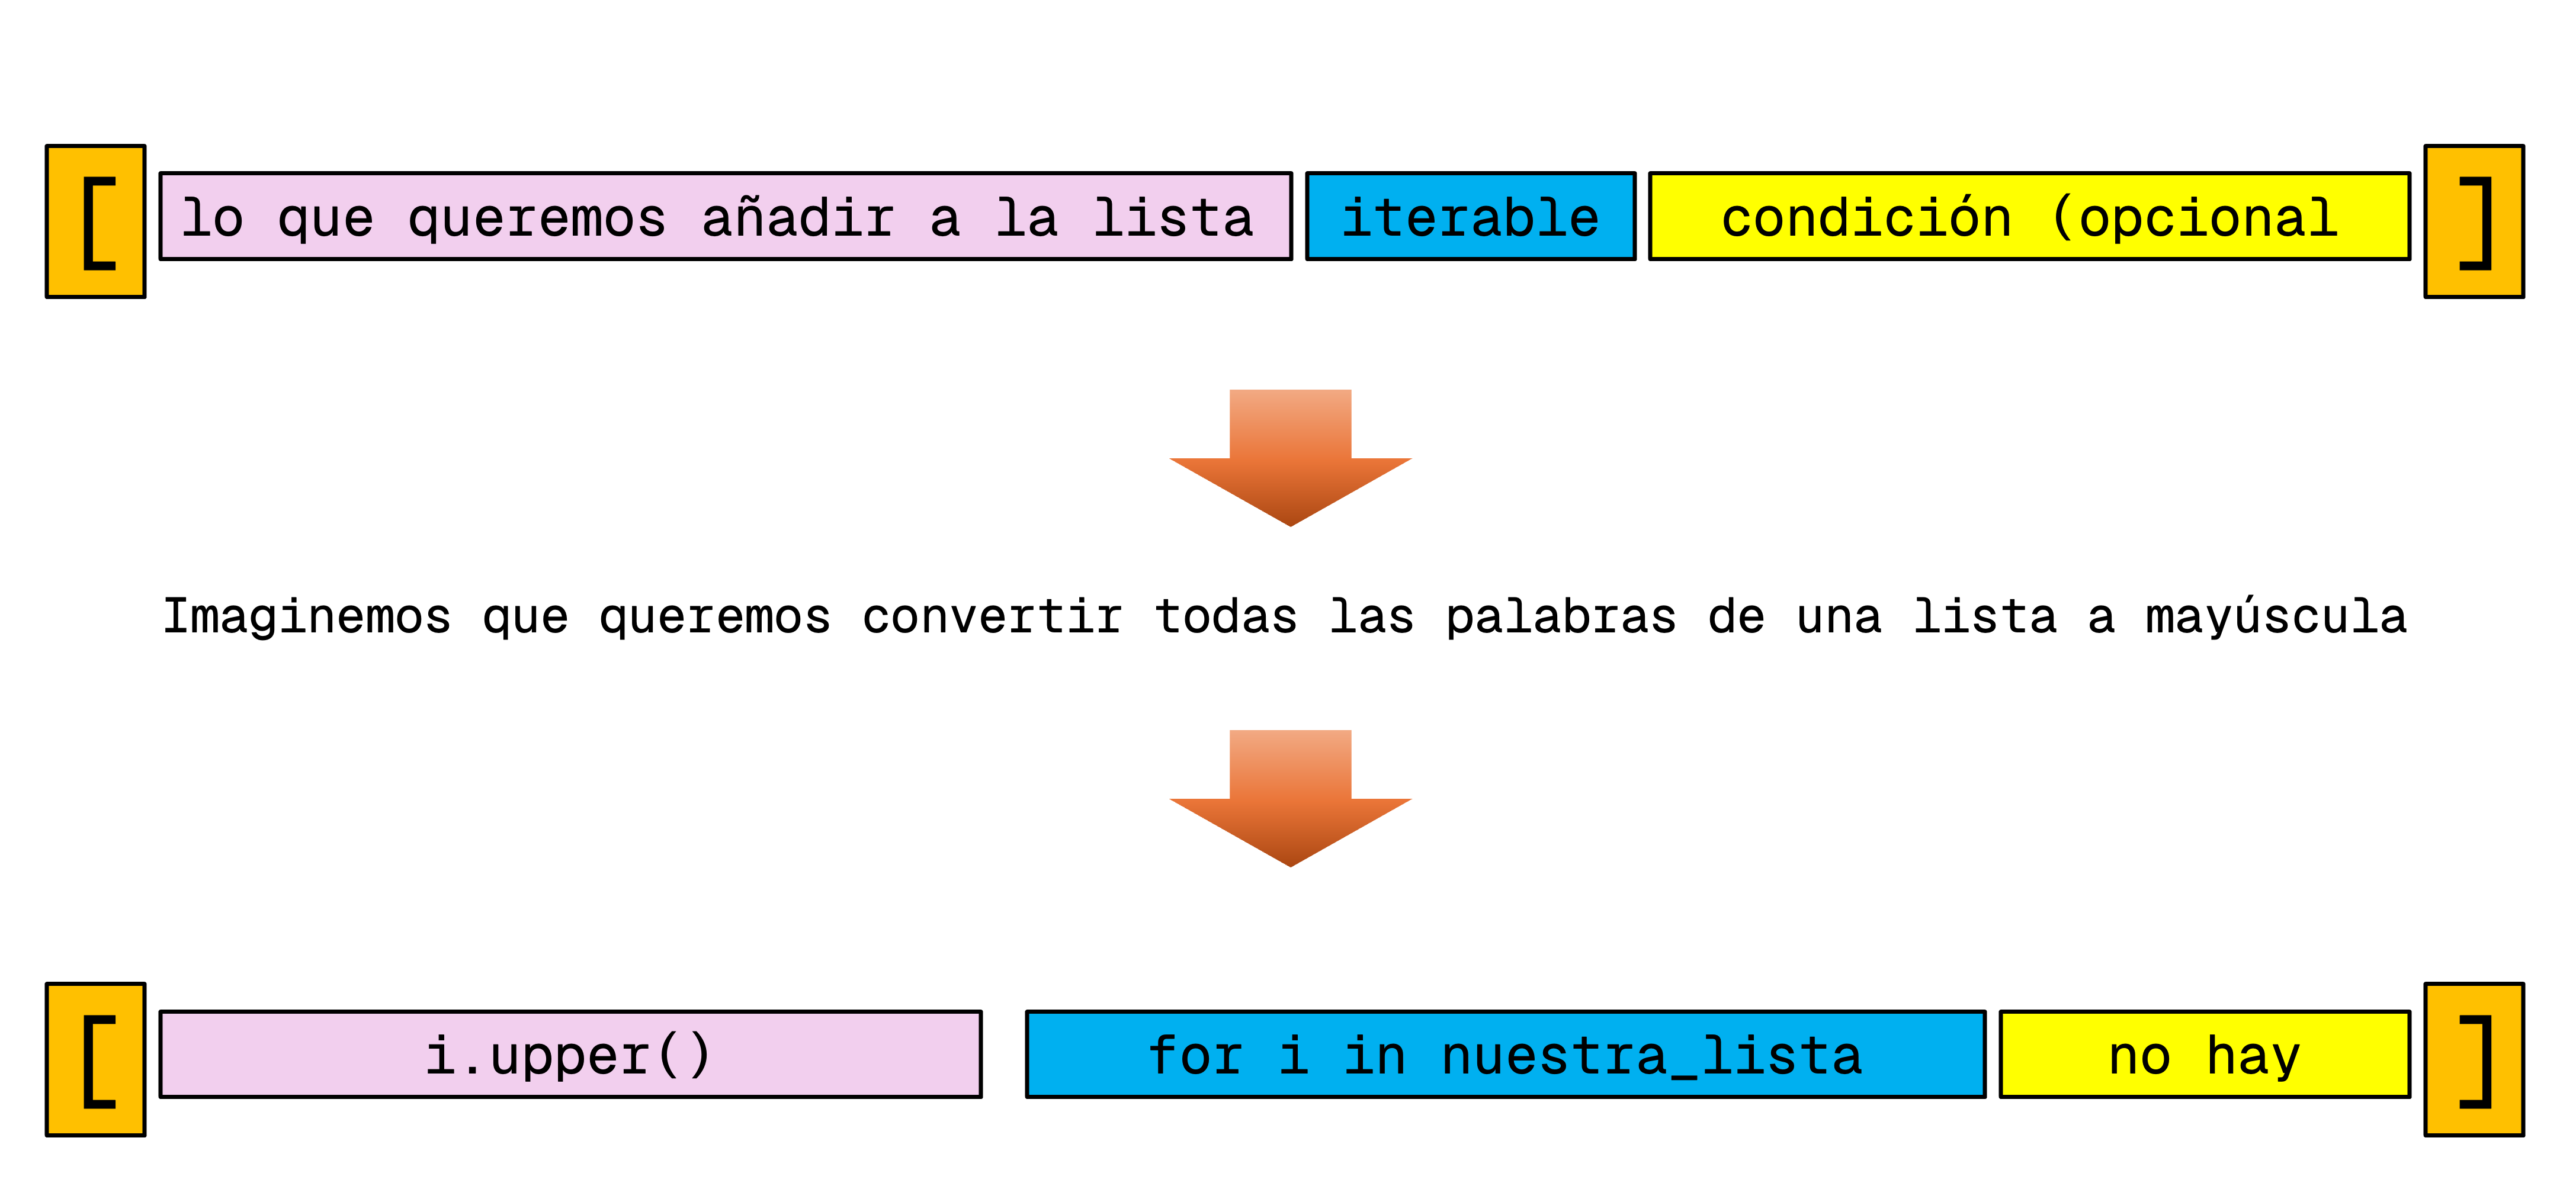 [ lo que queremos añadir a la lista iterable condición (opcional ]
Imaginemos que queremos convertir todas las palabras de una lista a mayúscula
[ i.upper() for i in nuestra_lista no hay ]